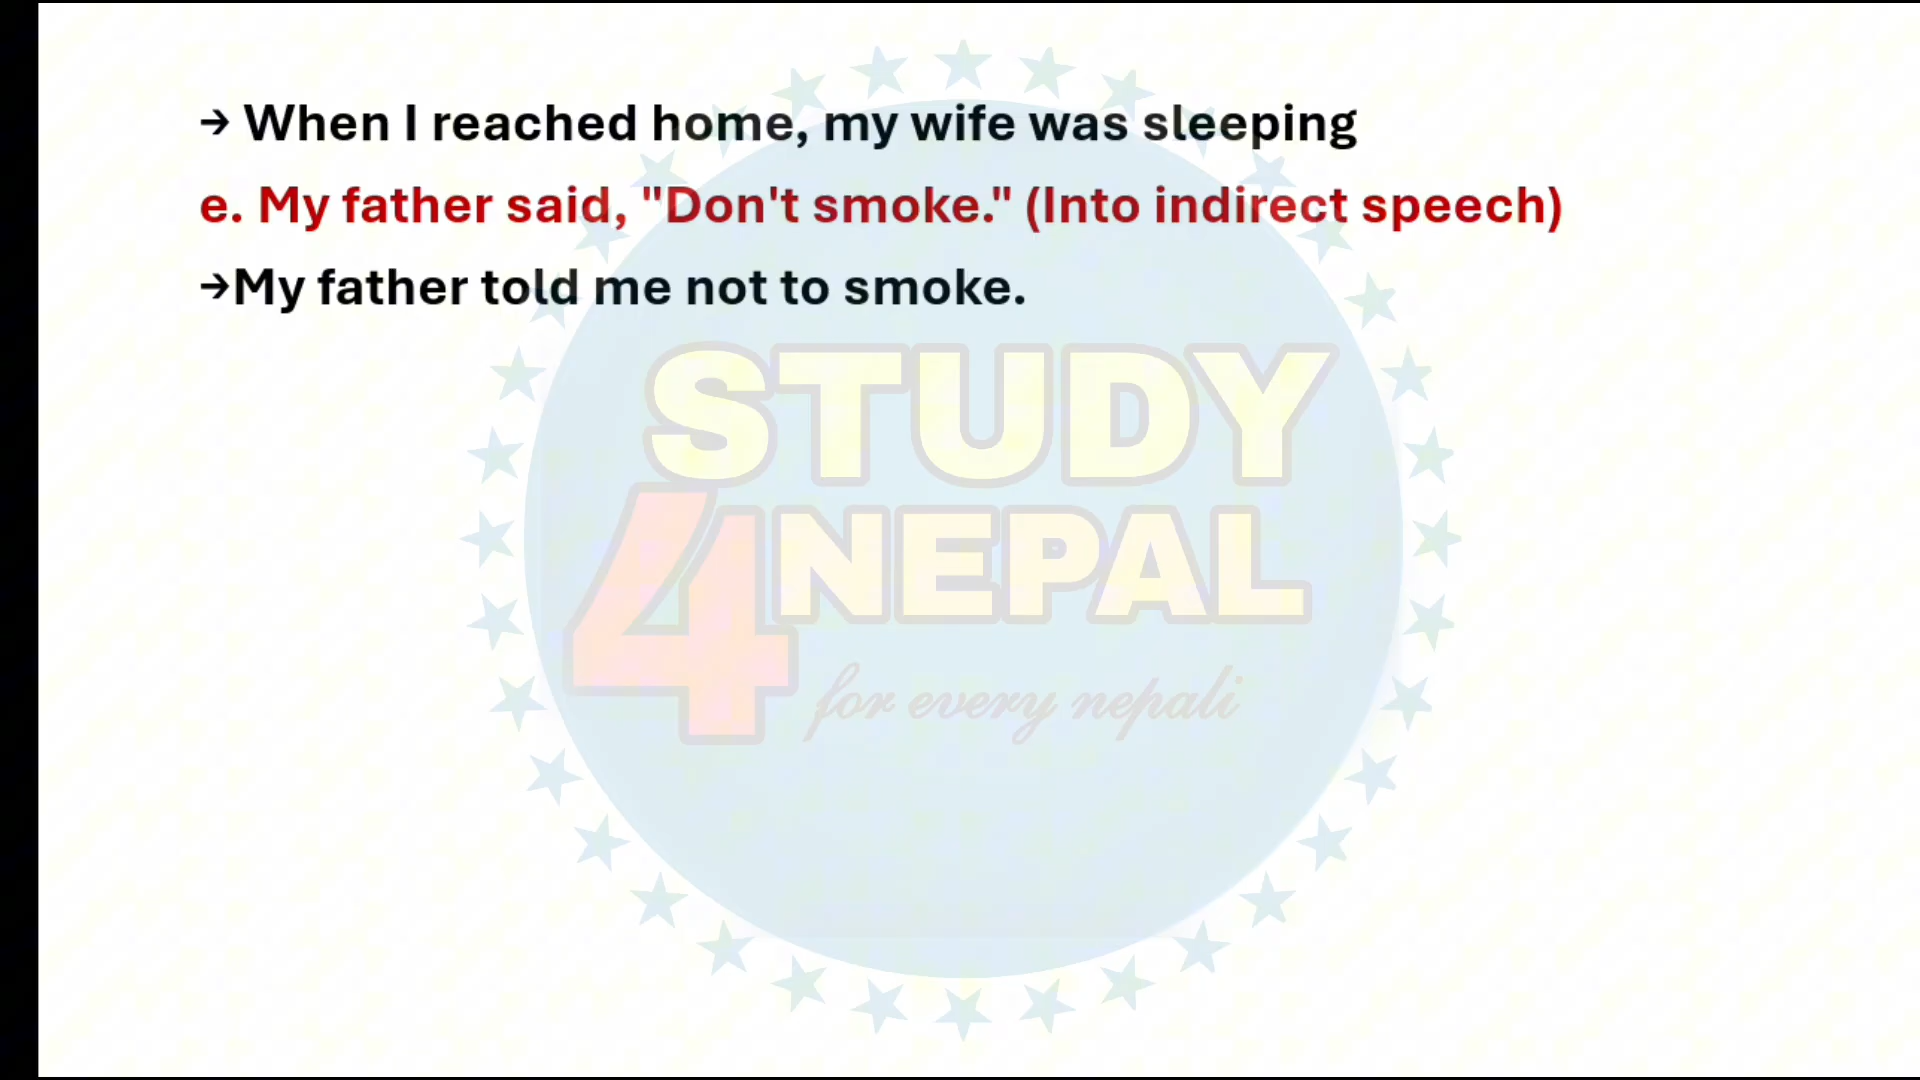 → When I reached home, my wife was sleeping
e. My father said, "Don't smoke." (Into indirect speech)
→My father told me not to smoke.
STUDY
4NEPAL
for every nepali